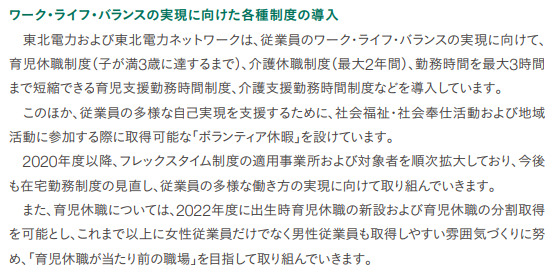 ワーク・ライフ・バランスの実現に向けた各種制度の導入
　東北電力および東北電力ネットワークは、従業員のワーク・ライフ・バランスの実現に向けて、
育児休職制度（子が満3歳に達するまで）、介護休職制度（最大2年間）、勤務時間を最大3時間
まで短縮できる育児支援勤務時間制度、介護支援勤務時間制度などを導入しています。
　このほか、従業員の多様な自己実現を支援するために、社会福祉・社会奉仕活動および地域
活動に参加する際に取得可能な「ボランティア休暇」を設けています。
　2020年度以降、フレックスタイム制度の適用事業所および対象者を順次拡大しており、今後
も在宅勤務制度の見直し、従業員の多様な働き方の実現に向けて取り組んでいきます。
　また、育児休職については、2022年度に出生時育児休職の新設および育児休職の分割取得
を可能とし、これまで以上に女性従業員だけでなく男性従業員も取得しやすい雰囲気づくりに努
め、「育児休職が当たり前の職場」を目指して取り組んでいきます。